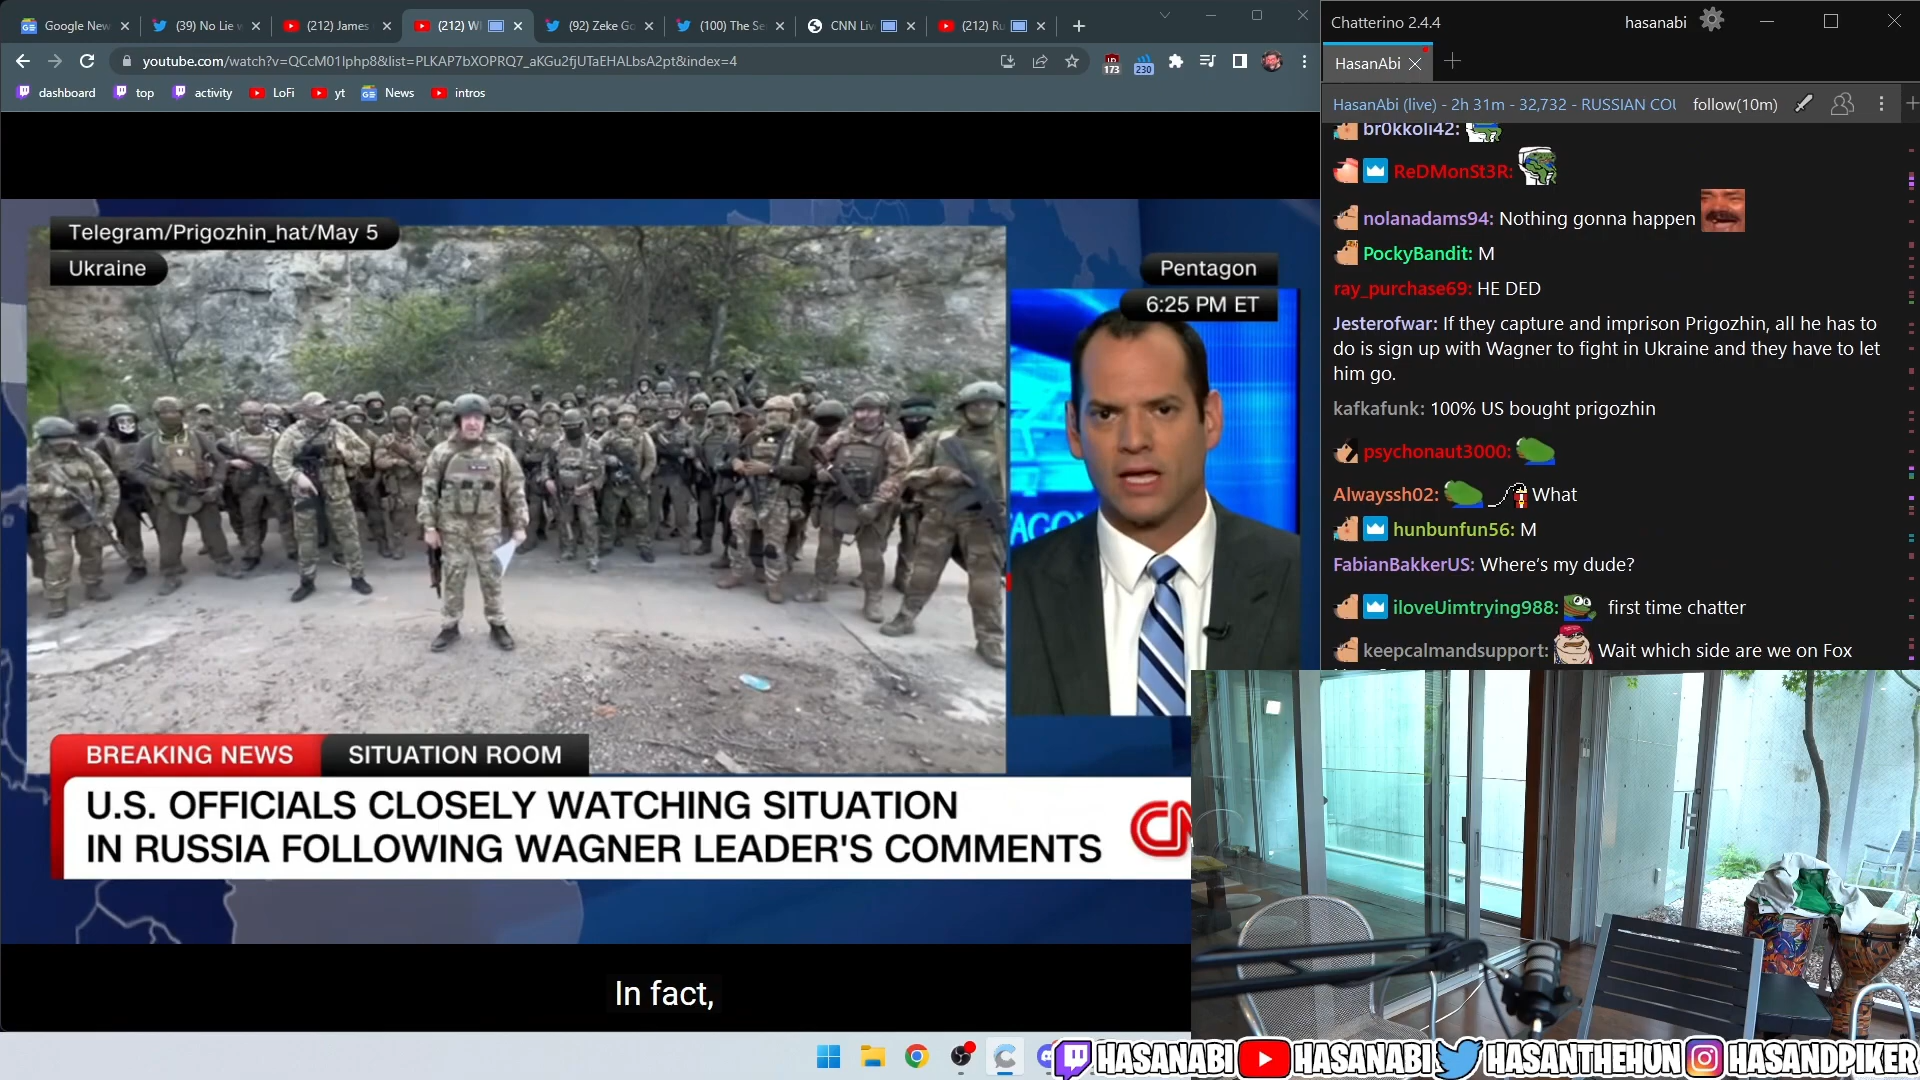 Google New
(39) No Lie w
(212) James
(212) W
(92) Zeke Go
(100) The Se
CNN Liv
(212) Ru
youtube.com/watch?v=QCcM01lphp8&list=PLKAP7bXOPRQ7_aKGu2fjUTaEHALbsA2pt&index=4
173
230
dashboard
top
activity
LoFi
yt
News
intros
Telegram/Prigozhin_hat/May 5
Ukraine
Pentagon
6:25 PM ET
BREAKING NEWS
SITUATION ROOM
U.S. OFFICIALS CLOSELY WATCHING SITUATION
IN RUSSIA FOLLOWING WAGNER LEADER'S COMMENTS
In fact,
Chatterino 2.4.4
hasanabi
HasanAbi
HasanAbi (live) - 2h 31m - 32,732 - RUSSIAN COU
follow(10m)
br0kkoli42:
ReDMonSt3R:
nolanadams94: Nothing gonna happen
PockyBandit: M
ray_purchase69: HE DED
Jesterofwar: If they capture and imprison Prigozhin, all he has to
do is sign up with Wagner to fight in Ukraine and they have to let
him go.
kafkafunk: 100% US bought prigozhin
psychonaut3000:
Alwayssh02: What
hunbunfun56: M
FabianBakkerUS: Where's my dude?
iloveUimtrying988: first time chatter
keepcalmandsupport: Wait which side are we on Fox
HASANABI
HASANABI
HASANTHEHUN
HASANDPIKER